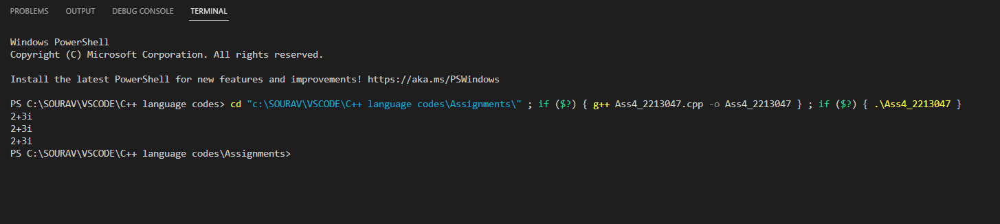 PROBLEMS OUTPUT DEBUG CONSOLE TERMINAL
Windows PowerShell
Copyright (C) Microsoft Corporation. All rights reserved.
Install the latest PowerShell for new features and improvements! https://aka.ms/PSWindows
PS C:\SOURAV\VSCODE\C++ language codes> cd "c:\SOURAV\VSCODE\C++ language codes\Assignments\" ; if ($?) { g++ Ass4_2213047.cpp -o Ass4_2213047 } ; if ($?) { .\Ass4_2213047 }
2+3i
2+3i
2+3i
PS C:\SOURAV\VSCODE\C++ language codes\Assignments>